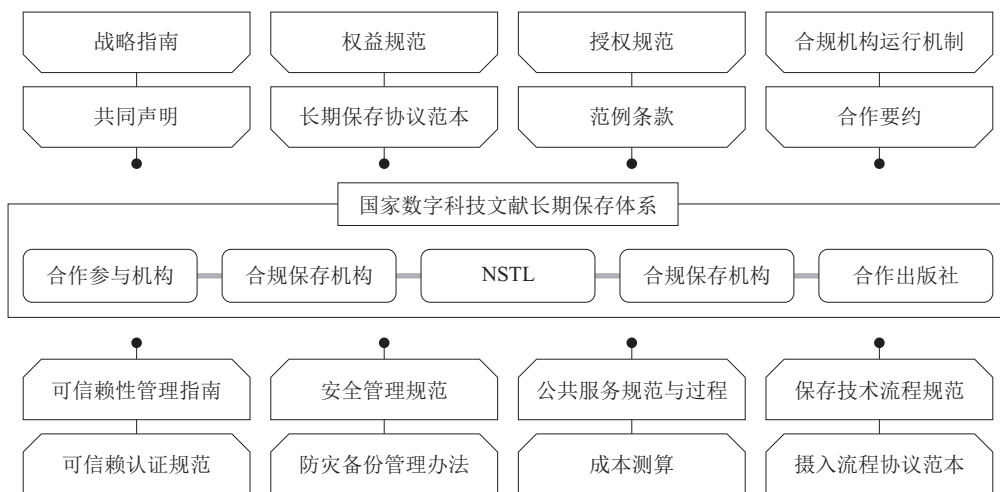 战略指南
权益规范
授权规范
合规机构运行机制
共同声明
长期保存协议范本
范例条款
合作要约
国家数字科技文献长期保存体系
合作参与机构
合规保存机构
NSTL
合规保存机构
合作出版社
可信赖性管理指南
安全管理规范
公共服务规范与过程
保存技术流程规范
可信赖认证规范
防灾备份管理办法
成本测算
摄入流程协议范本